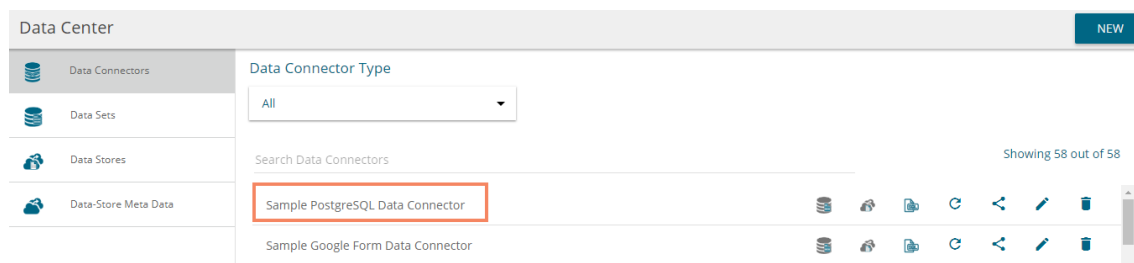 Data Center
NEW
Data Connectors
Data Sets
Data Stores
Data-Store Meta Data
Data Connector Type
All
Search Data Connectors
Showing 58 out of 58
Sample PostgreSQL Data Connector
Sample Google Form Data Connector